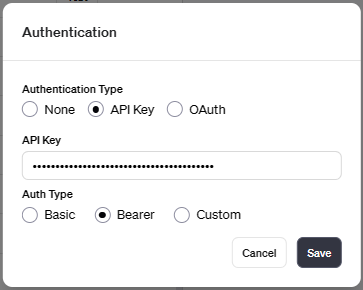 Authentication
Authentication Type
None API Key OAuth
API Key
••••••••••••••••••••••••••••••••••••••••
Auth Type
Basic Bearer Custom
Cancel Save